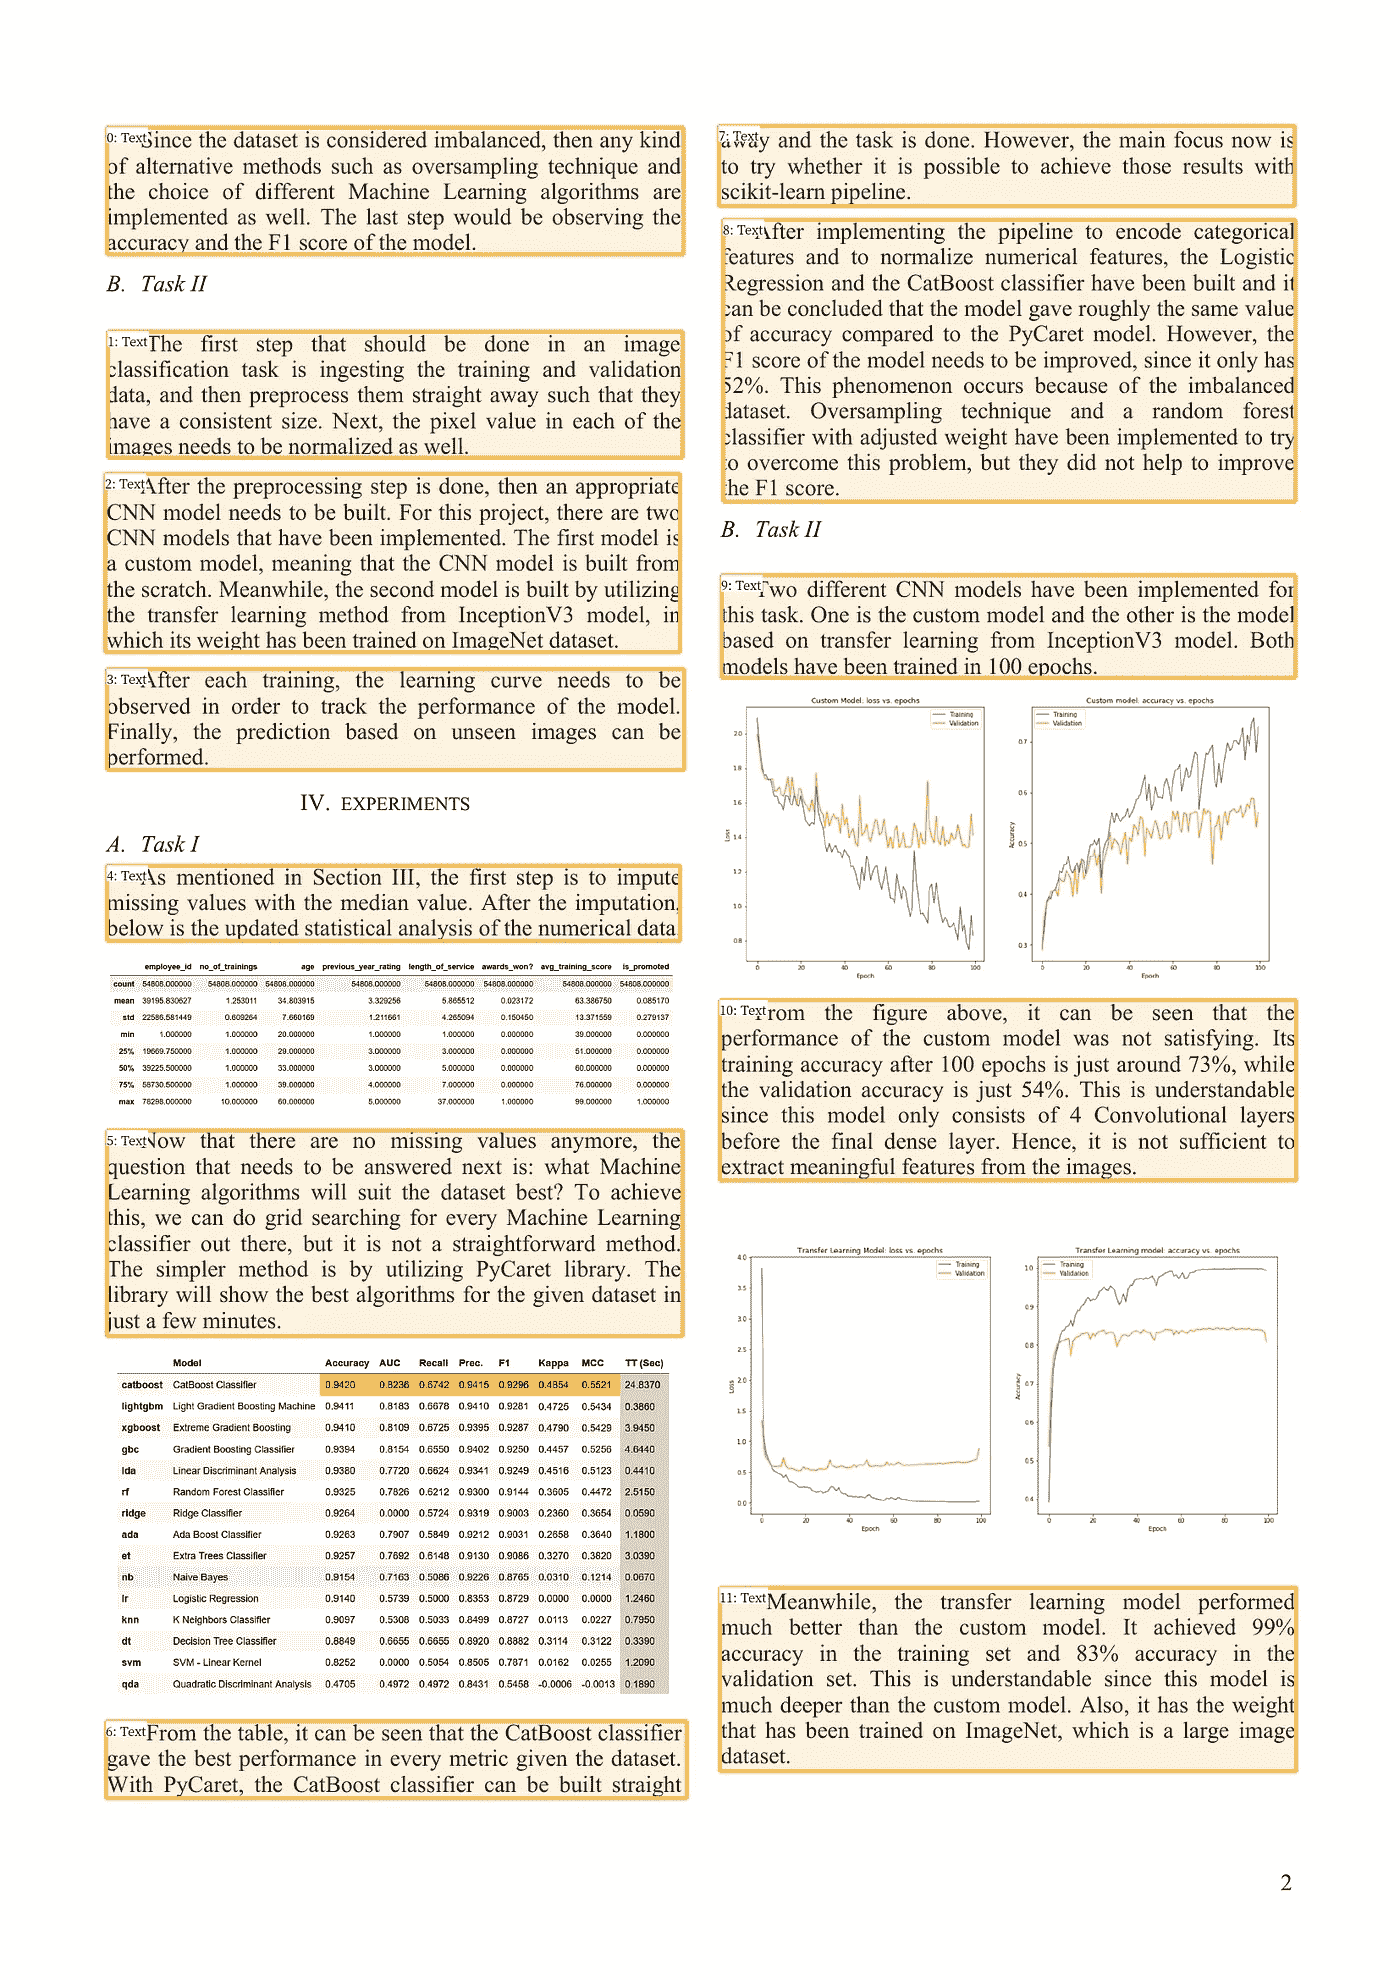 0: Text Since the dataset is considered imbalanced, then any kind
of alternative methods such as oversampling technique and
the choice of different Machine Learning algorithms are
implemented as well. The last step would be observing the
accuracy and the F1 score of the model.
B. Task II
1: Text The first step that should be done in an image
classification task is ingesting the training and validation
data, and then preprocess them straight away such that they
have a consistent size. Next, the pixel value in each of the
images needs to be normalized as well.
2: Text After the preprocessing step is done, then an appropriate
CNN model needs to be built. For this project, there are two
CNN models that have been implemented. The first model is
a custom model, meaning that the CNN model is built from
the scratch. Meanwhile, the second model is built by utilizing
the transfer learning method from InceptionV3 model, in
which its weight has been trained on ImageNet dataset.
3: Text After each training, the learning curve needs to be
observed in order to track the performance of the model.
Finally, the prediction based on unseen images can be
performed.
IV. EXPERIMENTS
A. Task I
4: Text As mentioned in Section III, the first step is to impute
missing values with the median value. After the imputation,
below is the updated statistical analysis of the numerical data
employee_id no_of_trainings age previous_year_rating length_of_service awards_won? avg_training_score is_promoted
count 54808.000000 54808.000000 54808.000000 54808.000000 54808.000000 54808.000000 54808.000000 54808.000000
mean 39195.830627 1.253011 34.803915 3.329256 5.865512 0.023172 63.386750 0.085170
std 22586.581449 0.609264 7.660169 1.211661 4.265094 0.150450 13.371559 0.279137
min 1.000000 1.000000 20.000000 1.000000 1.000000 0.000000 39.000000 0.000000
25% 19669.750000 1.000000 29.000000 3.000000 3.000000 0.000000 51.000000 0.000000
50% 39225.500000 1.000000 33.000000 3.000000 5.000000 0.000000 60.000000 0.000000
75% 58730.500000 1.000000 39.000000 4.000000 7.000000 0.000000 76.000000 0.000000
max 78298.000000 10.000000 60.000000 5.000000 37.000000 1.000000 99.000000 1.000000
5: Text Now that there are no missing values anymore, the
question that needs to be answered next is: what Machine
Learning algorithms will suit the dataset best? To achieve
this, we can do grid searching for every Machine Learning
classifier out there, but it is not a straightforward method.
The simpler method is by utilizing PyCaret library. The
library will show the best algorithms for the given dataset in
just a few minutes.
Model Accuracy AUC Recall Prec. F1 Kappa MCC TT (Sec)
catboost CatBoost Classifier 0.9420 0.8236 0.6742 0.9415 0.9296 0.4854 0.5521 24.8370
lightgbm Light Gradient Boosting Machine 0.9411 0.8183 0.6678 0.9410 0.9281 0.4725 0.5434 0.3860
xgboost Extreme Gradient Boosting 0.9410 0.8109 0.6725 0.9395 0.9287 0.4790 0.5429 3.9450
gbc Gradient Boosting Classifier 0.9394 0.8154 0.6550 0.9402 0.9250 0.4457 0.5256 4.6440
lda Linear Discriminant Analysis 0.9380 0.7720 0.6624 0.9341 0.9249 0.4516 0.5123 0.4410
rf Random Forest Classifier 0.9325 0.7826 0.6212 0.9300 0.9144 0.3605 0.4472 2.5150
ridge Ridge Classifier 0.9264 0.0000 0.5724 0.9319 0.9003 0.2360 0.3654 0.0590
ada Ada Boost Classifier 0.9263 0.7907 0.5849 0.9212 0.9031 0.2658 0.3640 1.1800
et Extra Trees Classifier 0.9257 0.7692 0.6148 0.9130 0.9086 0.3270 0.3820 3.0390
nb Naive Bayes 0.9154 0.7163 0.5086 0.9226 0.8765 0.0310 0.1214 0.0670
lr Logistic Regression 0.9140 0.5739 0.5000 0.8353 0.8729 0.0000 0.0000 1.2460
knn K Neighbors Classifier 0.9097 0.5308 0.5033 0.8499 0.8727 0.0113 0.0227 0.7950
dt Decision Tree Classifier 0.8849 0.6655 0.6655 0.8920 0.8882 0.3114 0.3122 0.3390
svm SVM - Linear Kernel 0.8252 0.0000 0.5054 0.8505 0.7871 0.0162 0.0255 1.2090
qda Quadratic Discriminant Analysis 0.4705 0.4972 0.4972 0.8431 0.5458 -0.0006 -0.0013 0.1890
6: Text From the table, it can be seen that the CatBoost classifier
gave the best performance in every metric given the dataset.
With PyCaret, the CatBoost classifier can be built straight
7: Text away and the task is done. However, the main focus now is
to try whether it is possible to achieve those results with
scikit-learn pipeline.
8: Text After implementing the pipeline to encode categorical
features and to normalize numerical features, the Logistic
Regression and the CatBoost classifier have been built and it
can be concluded that the model gave roughly the same value
of accuracy compared to the PyCaret model. However, the
F1 score of the model needs to be improved, since it only has
52%. This phenomenon occurs because of the imbalanced
dataset. Oversampling technique and a random forest
classifier with adjusted weight have been implemented to try
to overcome this problem, but they did not help to improve
the F1 score.
B. Task II
9: Text Two different CNN models have been implemented for
this task. One is the custom model and the other is the model
based on transfer learning from InceptionV3 model. Both
models have been trained in 100 epochs.
Custom Model: loss vs. epochs
Training
Validation
2.0
1.8
1.6
1.4
1.2
1.0
0.8
Loss
0 20 40 60 80 100
Epoch
Custom model: accuracy vs. epochs
Training
Validation
0.7
0.6
0.5
0.4
0.3
Accuracy
0 20 40 60 80 100
Epoch
10: Text From the figure above, it can be seen that the
performance of the custom model was not satisfying. Its
training accuracy after 100 epochs is just around 73%, while
the validation accuracy is just 54%. This is understandable
since this model only consists of 4 Convolutional layers
before the final dense layer. Hence, it is not sufficient to
extract meaningful features from the images.
Transfer Learning Model: loss vs. epochs
Training
Validation
4.0
3.5
3.0
2.5
2.0
1.5
1.0
0.5
0.0
Loss
0 20 40 60 80 100
Epoch
Transfer Learning model: accuracy vs. epochs
Training
Validation
1.0
0.9
0.8
0.7
0.6
0.5
0.4
Accuracy
0 20 40 60 80 100
Epoch
11: Text Meanwhile, the transfer learning model performed
much better than the custom model. It achieved 99%
accuracy in the training set and 83% accuracy in the
validation set. This is understandable since this model is
much deeper than the custom model. Also, it has the weight
that has been trained on ImageNet, which is a large image
dataset.
2